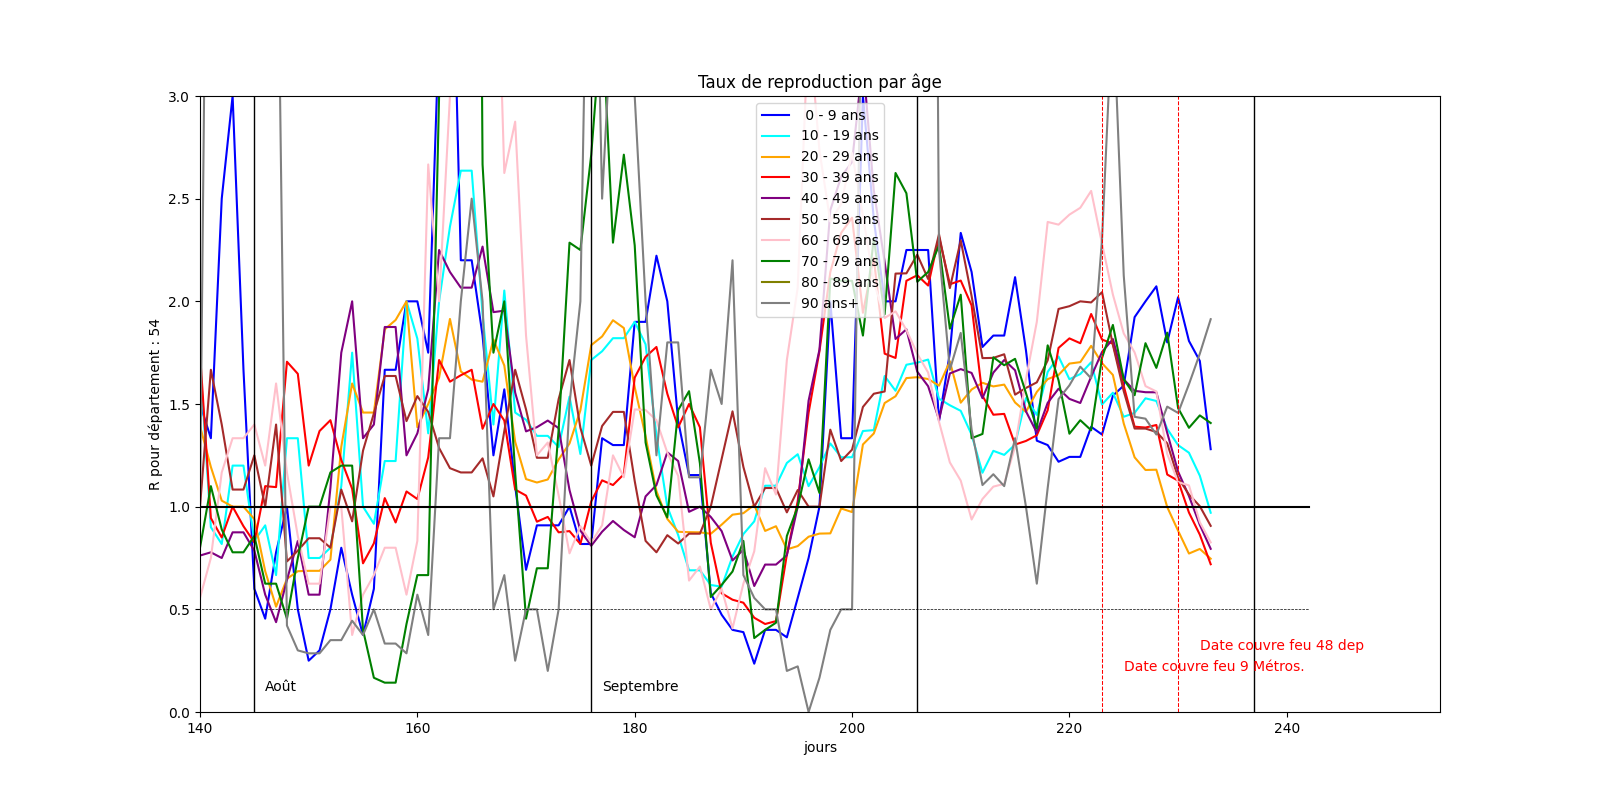 Taux de reproduction par âge
R pour département : 54
3.0
2.5
2.0
1.5
1.0
0.5
0.0
0 - 9 ans
10 - 19 ans
20 - 29 ans
30 - 39 ans
40 - 49 ans
50 - 59 ans
60 - 69 ans
70 - 79 ans
80 - 89 ans
90 ans+
Date couvre feu 48 dep
Date couvre feu 9 Métros.
Août
Septembre
140
160
180
200
220
240
jours